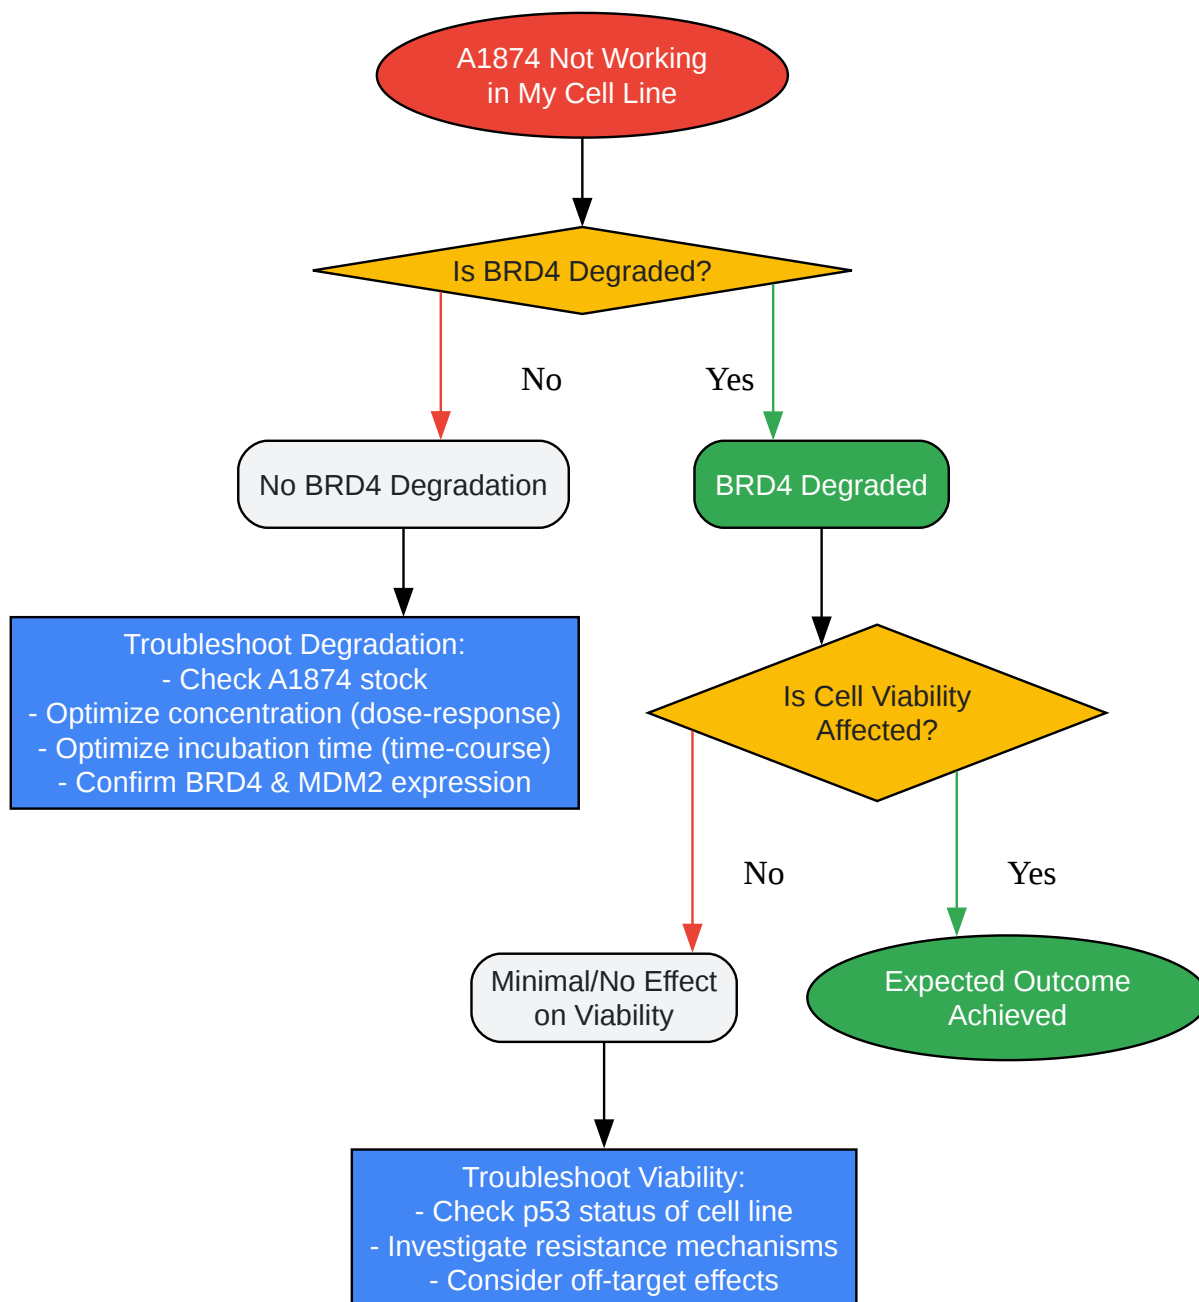 A1874 Not Working
in My Cell Line
Is BRD4 Degraded?
No
Yes
No BRD4 Degradation
BRD4 Degraded
Troubleshoot Degradation:
- Check A1874 stock
- Optimize concentration (dose-response)
- Optimize incubation time (time-course)
- Confirm BRD4 & MDM2 expression
Is Cell Viability
Affected?
No
Yes
Minimal/No Effect
on Viability
Expected Outcome
Achieved
Troubleshoot Viability:
- Check p53 status of cell line
- Investigate resistance mechanisms
- Consider off-target effects